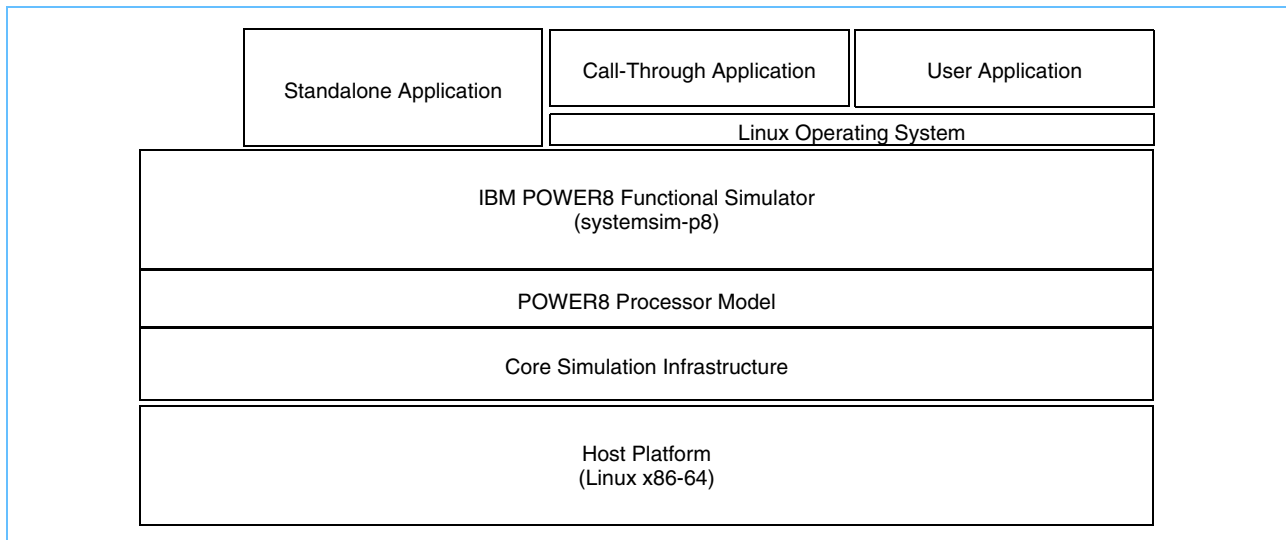 Standalone Application
Call-Through Application
User Application
Linux Operating System
IBM POWER8 Functional Simulator
(systemsim-p8)
POWER8 Processor Model
Core Simulation Infrastructure
Host Platform
(Linux x86-64)